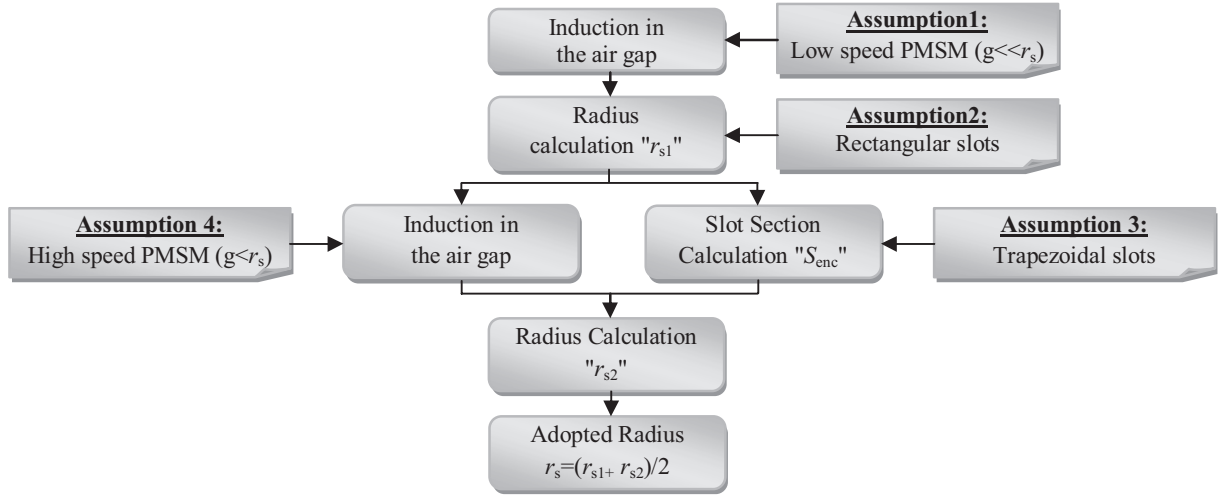 Induction in
the air gap
Assumption1:
Low speed PMSM (g<<rs)
Radius
calculation "rs1"
Assumption2:
Rectangular slots
Assumption 4:
High speed PMSM (g<rs)
Induction in
the air gap
Slot Section
Calculation "Senc"
Assumption 3:
Trapezoidal slots
Radius Calculation
"rs2"
Adopted Radius
rs=(rs1+ rs2)/2